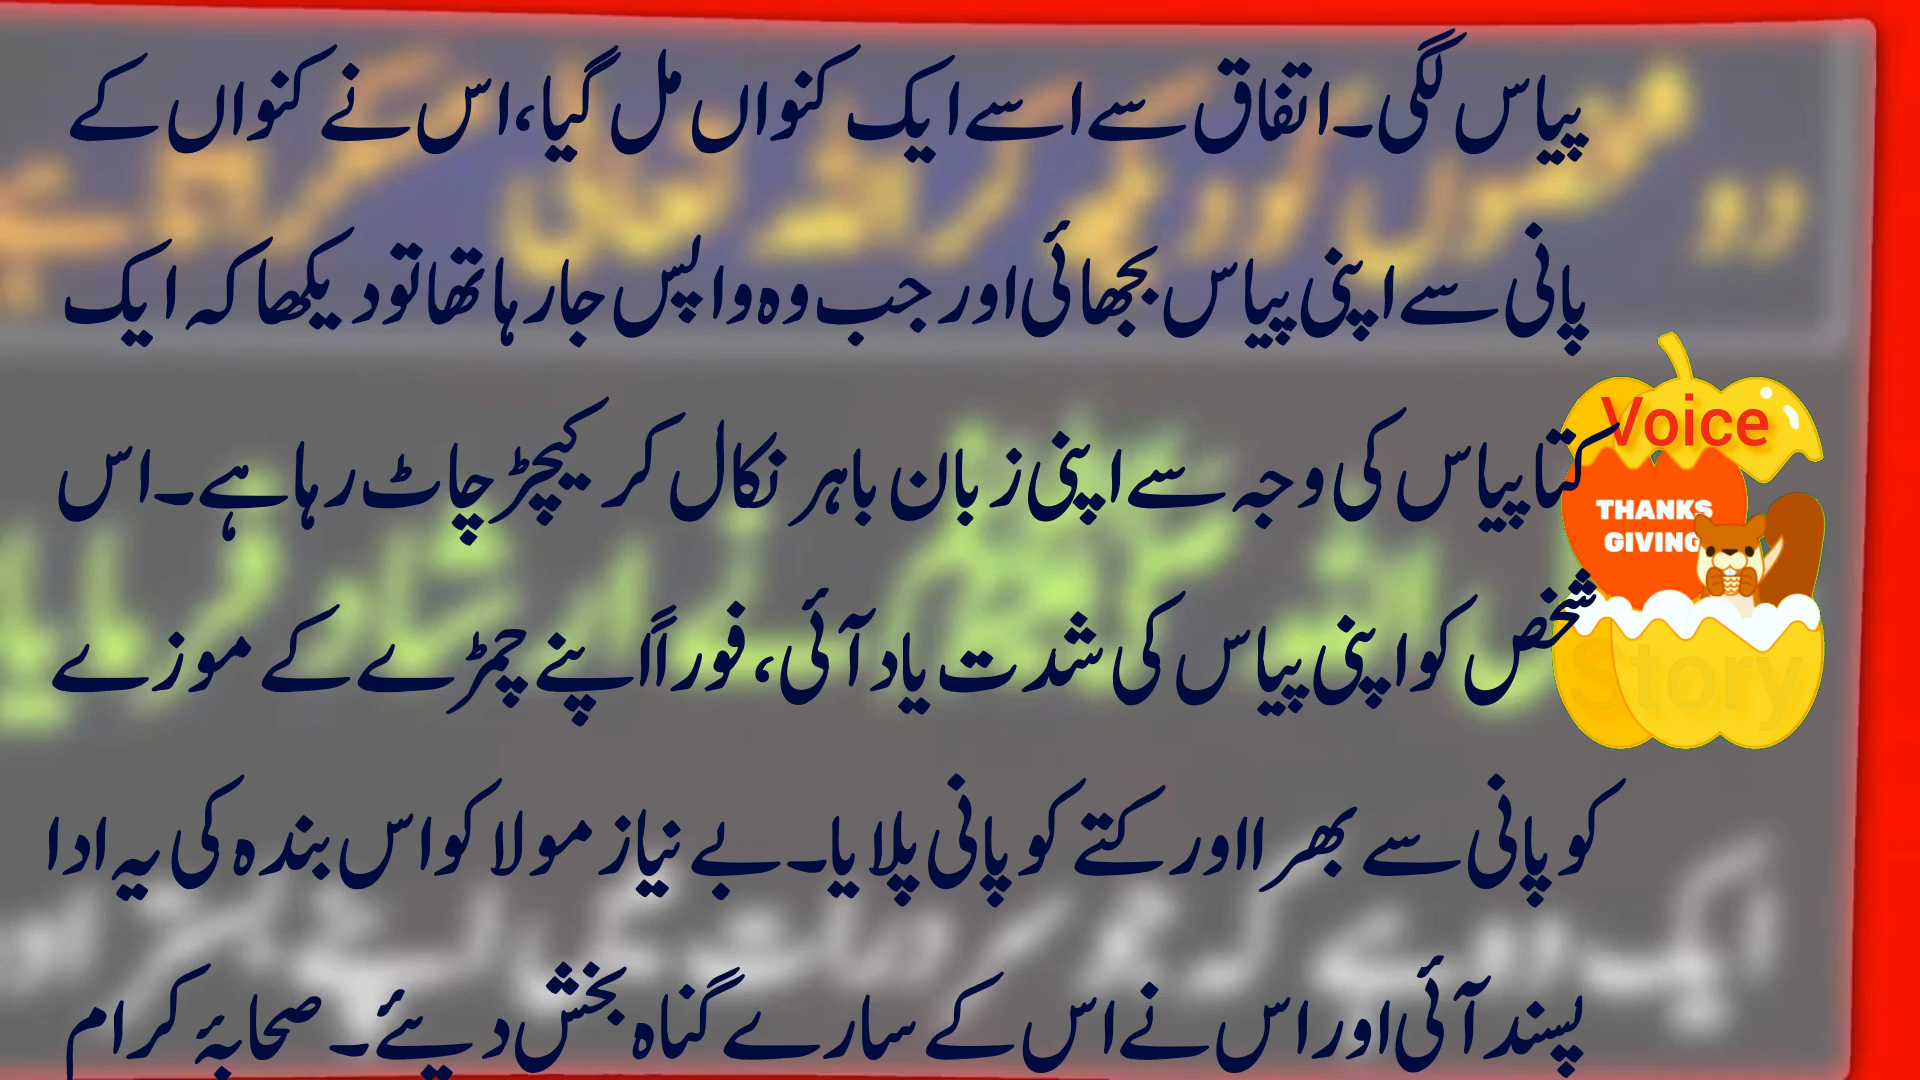 پیاس لگی۔اتفاق سے اسے ایک کنواں مل گیا،اس نے کنواں کے
پانی سے اپنی پیاس بجھائی اور جب وہ واپس جارہا تھا تو دیکھا کہ ایک
کتا پیاس کی وجہ سے اپنی زبان باہر نکال کر کیچڑ چاٹ رہا ہے۔اس
شخص کو اپنی پیاس کی شدت یاد آئی، فوراً اپنے چمڑے کے موزے
کو پانی سے بھر ااور کتے کو پانی پلایا۔بے نیاز مولا کو اس بندہ کی یہ ادا
پسند آئی اور اس نے اس کے سارے گناہ بخش دیئے۔ صحابۂ کرام
Voice
THANKS
GIVING
Story